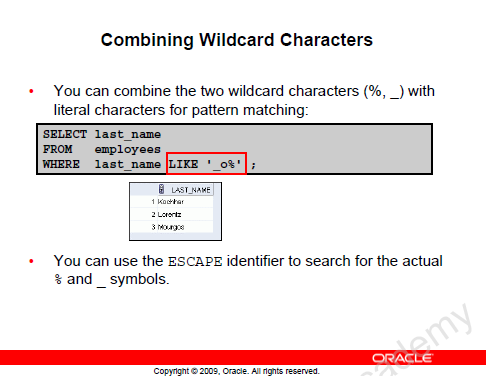 Combining Wildcard Characters
• You can combine the two wildcard characters (%, _) with
literal characters for pattern matching:
SELECT last_name
FROM employees
WHERE last_name LIKE '_o%' ;
LAST_NAME
1 Kochhar
2 Lorentz
3 Mourgos
• You can use the ESCAPE identifier to search for the actual
% and _ symbols.
ORACLE
Copyright © 2009, Oracle. All rights reserved.